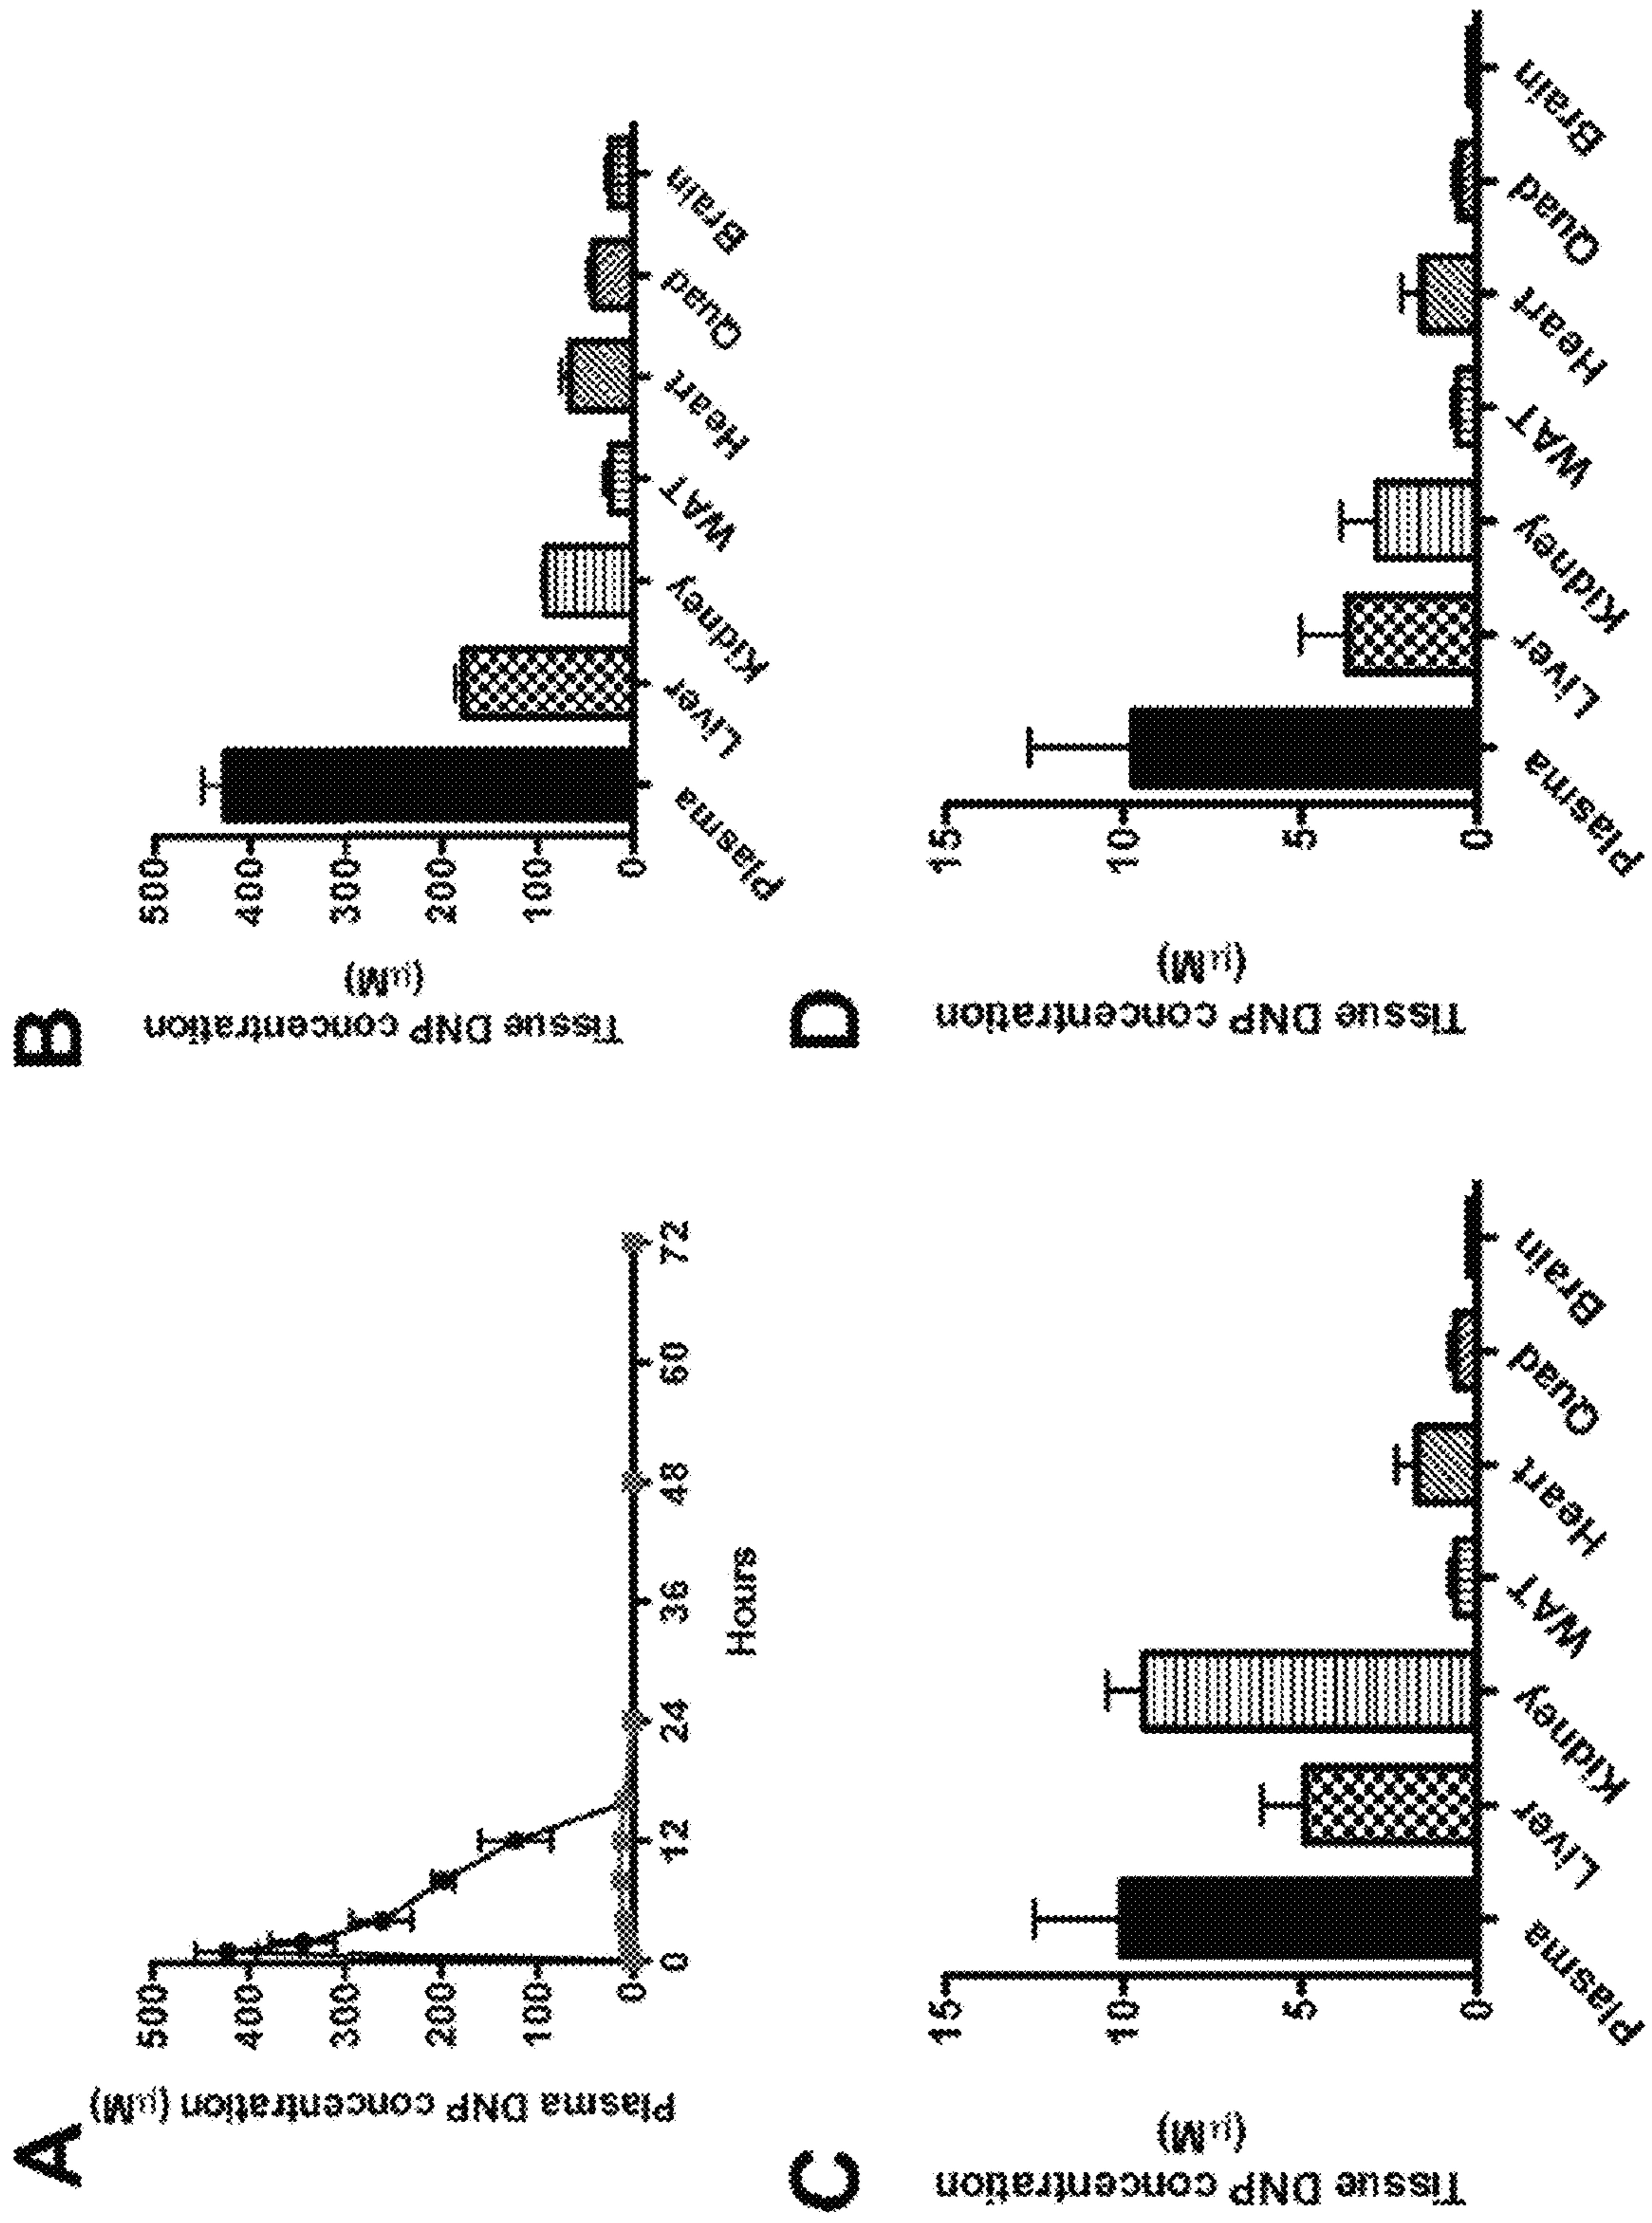 A
Plasma DNP concentration (μM)
500
400
300
200
100
0
0 12 24 36 48 60 72
Hours
B
Tissue DNP concentration
(μM)
500
400
300
200
100
0
Plasma Liver Kidney WAT Heart Quad Brain
C
Tissue DNP concentration
(μM)
15
10
5
0
Plasma Liver Kidney WAT Heart Quad Brain
D
Tissue DNP concentration
(μM)
15
10
5
0
Plasma Liver Kidney WAT Heart Quad Brain